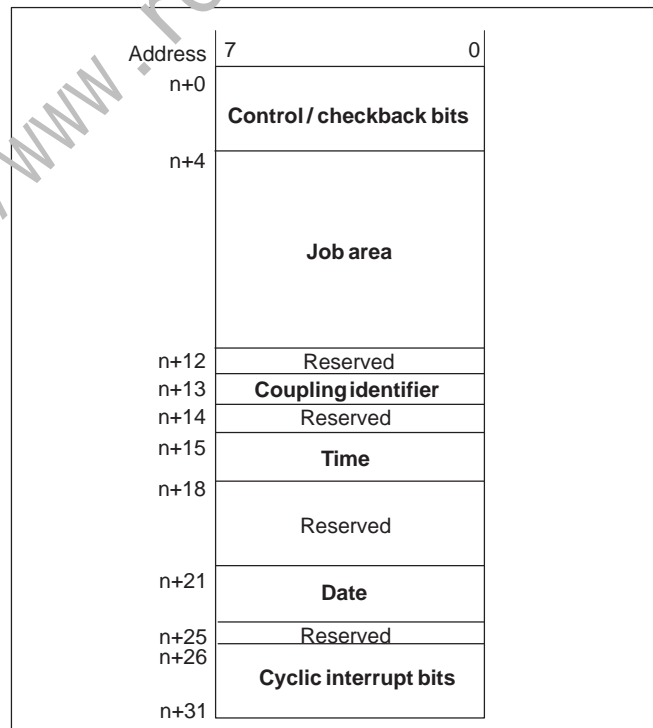 www.
Address 7 0
n+0
Control / checkback bits
n+4
Job area
n+12 Reserved
n+13 Coupling identifier
n+14 Reserved
n+15
Time
n+18
Reserved
n+21
Date
n+25 Reserved
n+26
Cyclic interrupt bits
n+31